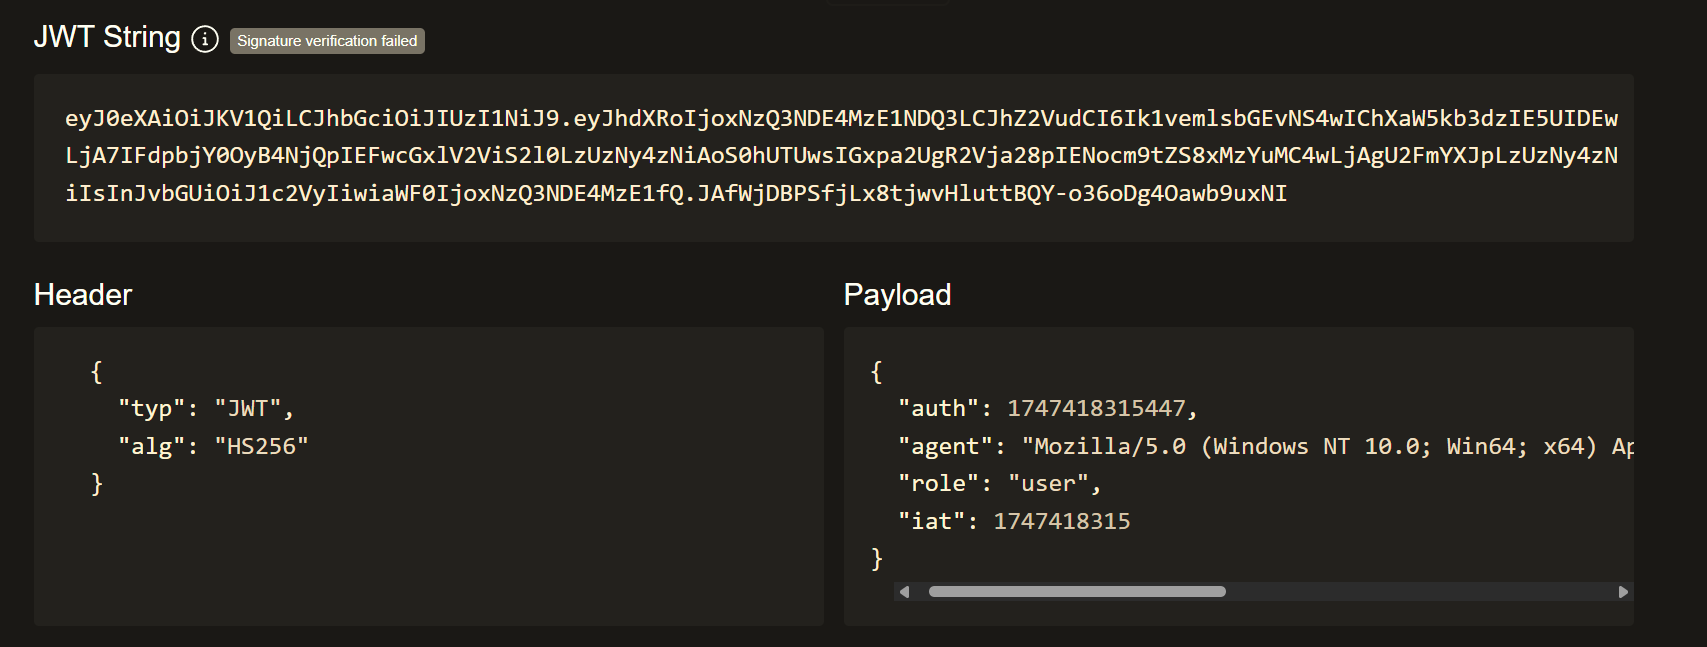 JWT String
Signature verification failed
eyJ0eXAiOiJKV1QiLCJhbGciOiJIUzI1NiJ9.eyJhdXRoIjoxNzQ3NDE4MzE1NDQ3LCJhZ2VudCI6Ik1vemlsbGEvNS4wIChXaW5kb3dzIE5UIDEw
LjA7IFdpbjY0OyB4NjQpIEFwcGxlV2ViS2l0LzUzNy4zNiAoS0hUTUwsIGxpa2UgR2Vja28pIENocm9tZS8xMzYuMC4wLjAgU2FmYXJpLzUzNy4zN
iIsInJvbGUiOiJ1c2VyIiwiaWF0IjoxNzQ3NDE4MzE1fQ.JAfWjDBPSfjLx8tjwvHluttBQY-o36oDg4Oawb9uxNI
Header
{
"typ": "JWT",
"alg": "HS256"
}
Payload
{
"auth": 1747418315447,
"agent": "Mozilla/5.0 (Windows NT 10.0; Win64; x64) Ap
"role": "user",
"iat": 1747418315
}